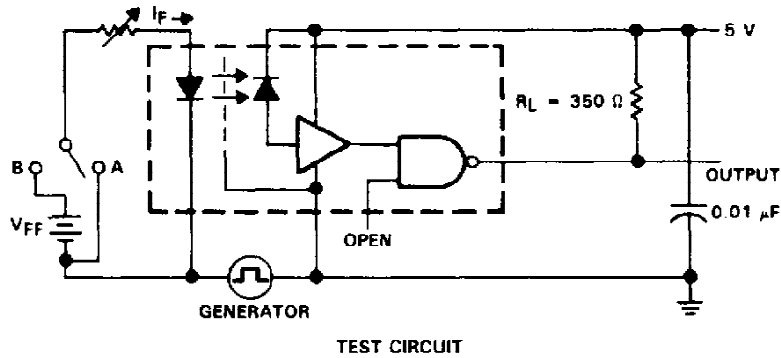 IF
5 V
RL = 350 Ω
B
A
VFF
OUTPUT
0.01 μF
OPEN
GENERATOR
TEST CIRCUIT